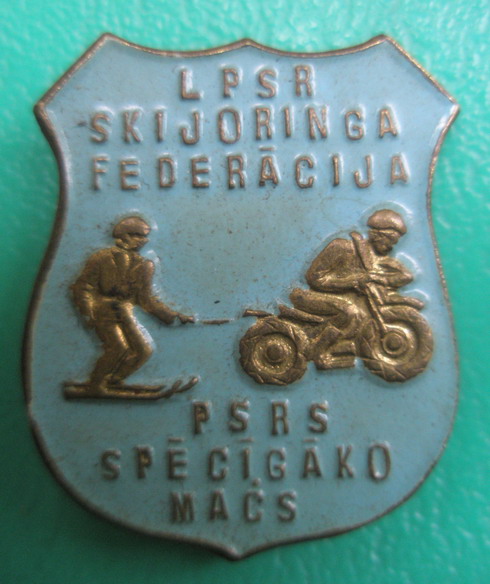 LPSR
SKIJORINGA
FEDERĀCIJA
PSRS
SPĒCĪGĀKO
MAČS